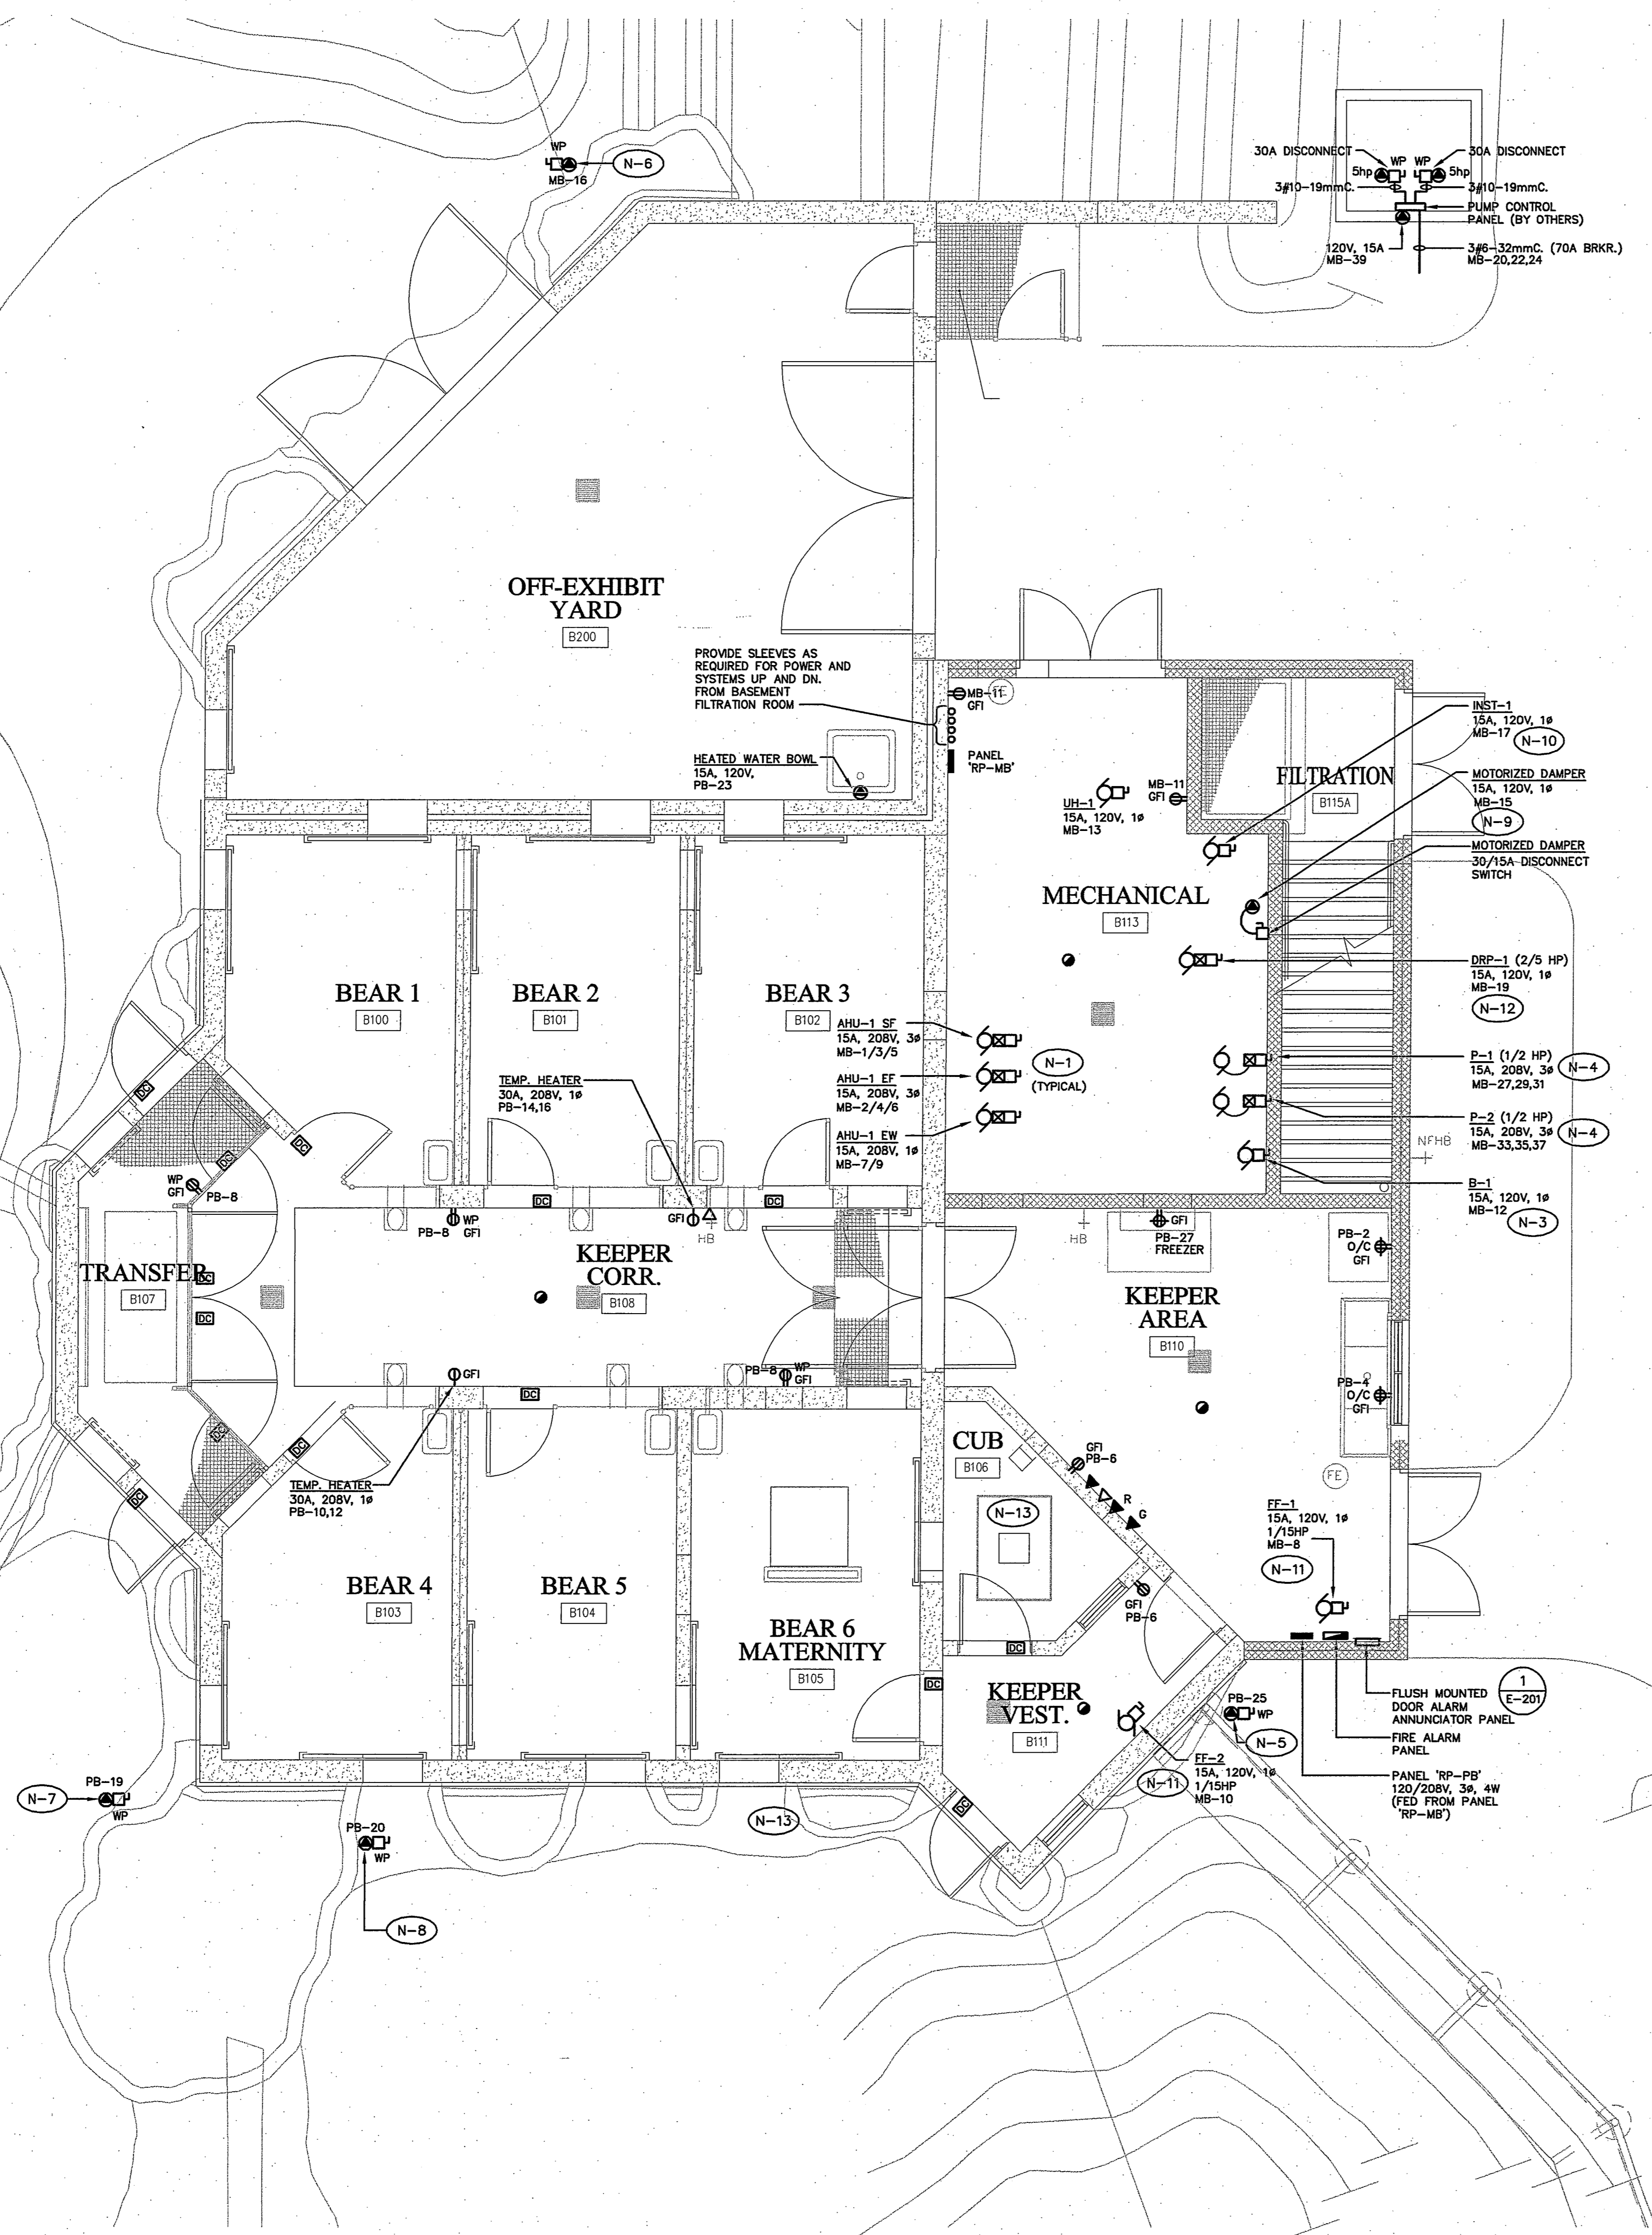 WP
MB-16
N-6
30A DISCONNECT
WP WP
30A DISCONNECT
5hp
5hp
3#10-19mmC.
3#10-19mmC.
PUMP CONTROL
PANEL (BY OTHERS)
120V, 15A
MB-39
3#6-32mmC. (70A BRKR.)
MB-20,22,24
OFF-EXHIBIT
YARD
B200
PROVIDE SLEEVES AS
REQUIRED FOR POWER AND
SYSTEMS UP AND DN.
FROM BASEMENT
FILTRATION ROOM
HEATED WATER BOWL
15A, 120V,
PB-23
MB-11
GFI
FE
PANEL
'RP-MB'
UH-1
15A, 120V, 1ø
MB-13
MB-11
GFI
FILTRATION
B115A
INST-1
15A, 120V, 1ø
MB-17
N-10
MOTORIZED DAMPER
15A, 120V, 1ø
MB-15
N-9
MOTORIZED DAMPER
30/15A DISCONNECT
SWITCH
MECHANICAL
B113
DRP-1 (2/5 HP)
15A, 120V, 1ø
MB-19
N-12
BEAR 1
B100
BEAR 2
B101
BEAR 3
B102
AHU-1 SF
15A, 208V, 3ø
MB-1/3/5
AHU-1 EF
15A, 208V, 3ø
MB-2/4/6
AHU-1 EW
15A, 208V, 1ø
MB-7/9
N-1
(TYPICAL)
P-1 (1/2 HP)
15A, 208V, 3ø
MB-27,29,31
N-4
P-2 (1/2 HP)
15A, 208V, 3ø
MB-33,35,37
N-4
NFHB
B-1
15A, 120V, 1ø
MB-12
N-3
TEMP. HEATER
30A, 208V, 1ø
PB-14,16
DC
DC
DC
WP
GFI
PB-8
DC
DC
PB-8
WP
GFI
GFI
HB
HB
GFI
PB-27
FREEZER
PB-2
O/C
GFI
TRANSFER
B107
DC
DC
KEEPER
CORR.
B108
KEEPER
AREA
B110
GFI
DC
PB-8
WP
GFI
PB-4
O/C
GFI
DC
DC
DC
TEMP. HEATER
30A, 208V, 1ø
PB-10,12
CUB
B106
GFI
PB-6
R
G
FE
N-13
FF-1
15A, 120V, 1ø
1/15HP
MB-8
N-11
BEAR 4
B103
BEAR 5
B104
BEAR 6
MATERNITY
B105
GFI
PB-6
DC
DC
KEEPER
VEST.
B111
PB-25
WP
N-5
FLUSH MOUNTED
DOOR ALARM
ANNUNCIATOR PANEL
1
E-201
FIRE ALARM
PANEL
PANEL 'RP-PB'
120/208V, 3ø, 4W
(FED FROM PANEL
'RP-MB')
FF-2
15A, 120V, 1ø
1/15HP
MB-10
N-11
N-7
PB-19
WP
PB-20
WP
N-8
N-13
DC